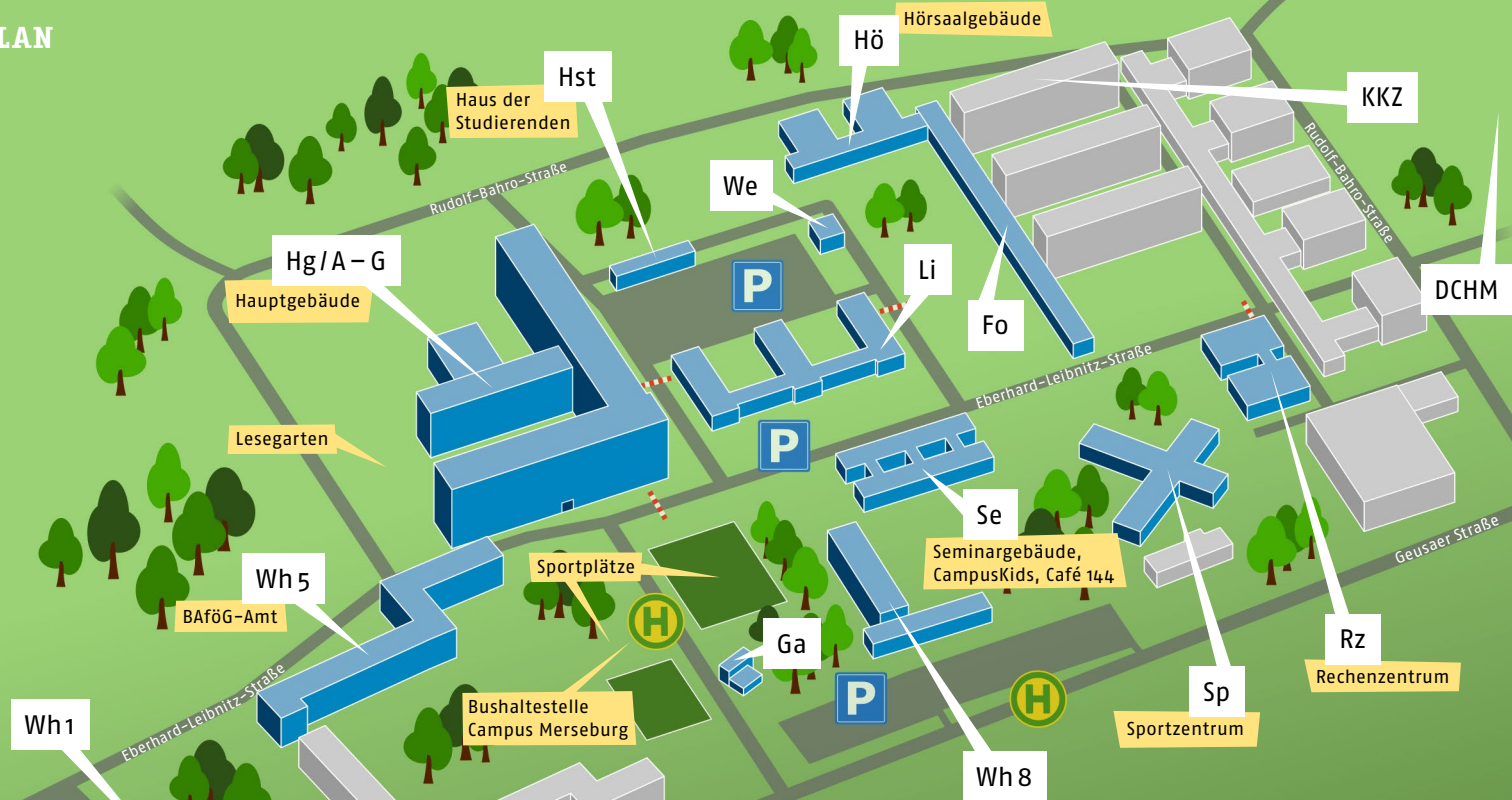 LAN
Hörsaalgebäude
Hö
Hst
Haus der
Studierenden
KKZ
Rudolf-Bahro-Straße
Rudolf-Bahro-Straße
We
Hg/A – G
Hauptgebäude
P
Li
DCHM
Fo
Eberhard-Leibnitz-Straße
Lesegarten
P
Se
Seminargebäude,
CampusKids, Café 144
Geusaer Straße
Wh 5
BAföG-Amt
Sportplätze
H
Ga
Rz
Rechenzentrum
Eberhard-Leibnitz-Straße
Bushaltestelle
Campus Merseburg
P
H
Sp
Sportzentrum
Wh 1
Wh 8